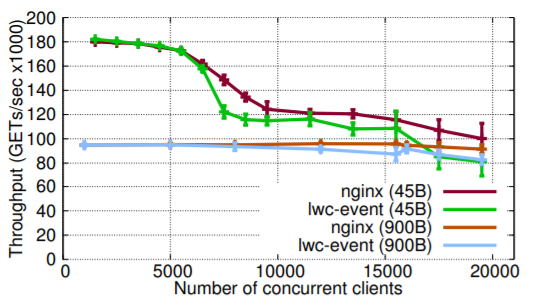 200
180
160
140
120
100
80
60
40
20
0
Throughput (GETs/sec x1000)
nginx (45B)
lwc-event (45B)
nginx (900B)
lwc-event (900B)
0 5000 10000 15000 20000
Number of concurrent clients